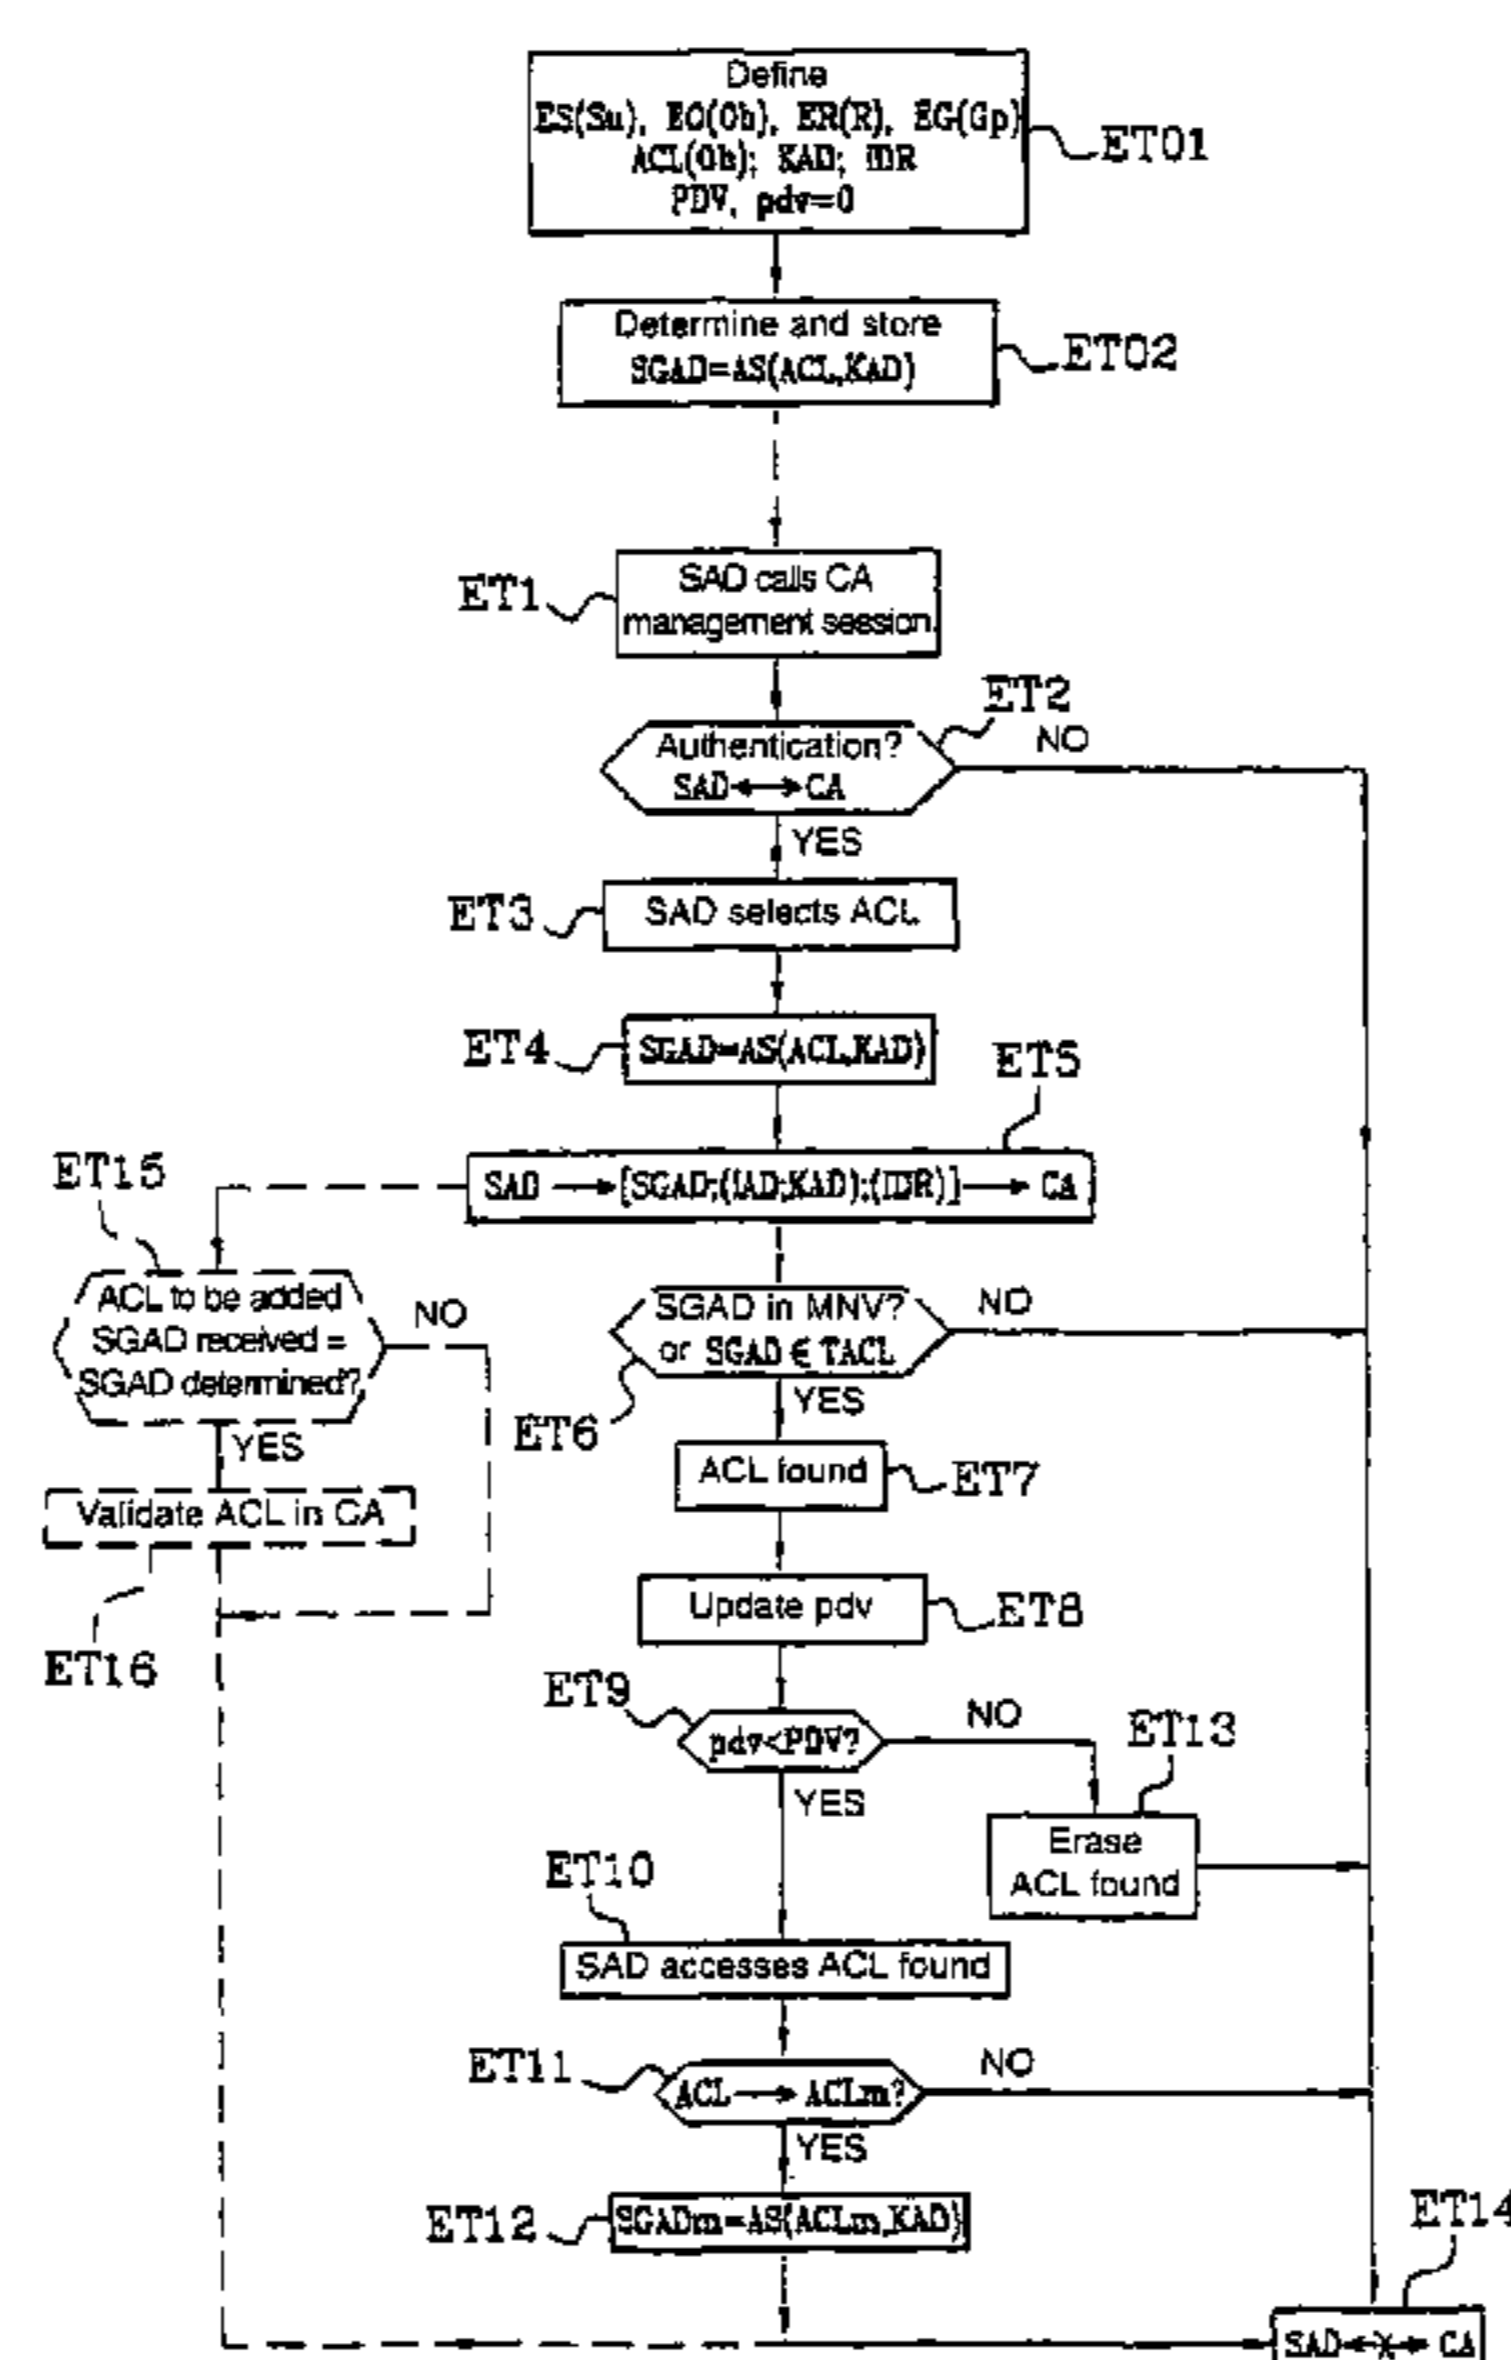 Define
ES(Su), EO(Ob), ER(R), EG(Gp)
ACL(Ob); KAD; IDR
PDV, pdv=0
ET01
Determine and store
SGAD=AS(ACL,KAD)
ET02
SAD calls CA
management session.
ET1
Authentication?
SAD↔CA
ET2
NO
YES
SAD selects ACL
ET3
SGAD=AS(ACL,KAD)
ET4
ET5
SAD → [SGAD;(IAD;KAD);(IDR)] → CA
ET15
ACL to be added
SGAD received =
SGAD determined?
NO
YES
Validate ACL in CA
ET16
SGAD in MNV?
or SGAD ∈ TACL
NO
ET6
YES
ACL found
ET7
Update pdv
ET8
ET9
pdv<PDV?
NO
YES
ET13
Erase
ACL found
ET10
SAD accesses ACL found
ET11
ACL → ACLm?
NO
YES
ET12
SGADm=AS(ACLm,KAD)
ET14
SAD↔CA